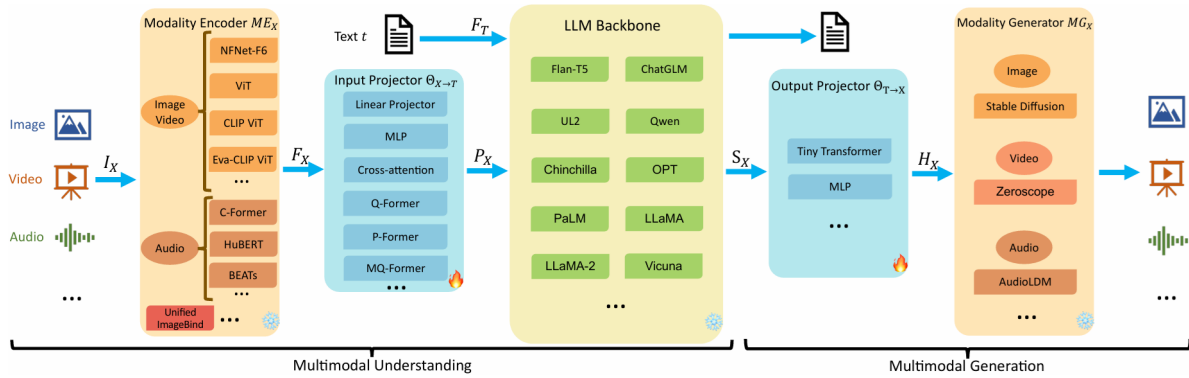 Image
Video
Audio
...
I_X
Modality Encoder ME_X
Image
Video
NFNet-F6
ViT
CLIP ViT
Eva-CLIP ViT
...
Audio
C-Former
HuBERT
BEATs
...
Unified
ImageBind
...
F_X
Text t
F_T
Input Projector Θ_X→T
Linear Projector
MLP
Cross-attention
Q-Former
P-Former
MQ-Former
...
P_X
LLM Backbone
Flan-T5
ChatGLM
UL2
Qwen
Chinchilla
OPT
PaLM
LLaMA
LLaMA-2
Vicuna
...
S_X
Output Projector Θ_T→X
Tiny Transformer
MLP
...
H_X
Modality Generator MG_X
Image
Stable Diffusion
Video
Zeroscope
Audio
AudioLDM
...
...
Multimodal Understanding
Multimodal Generation